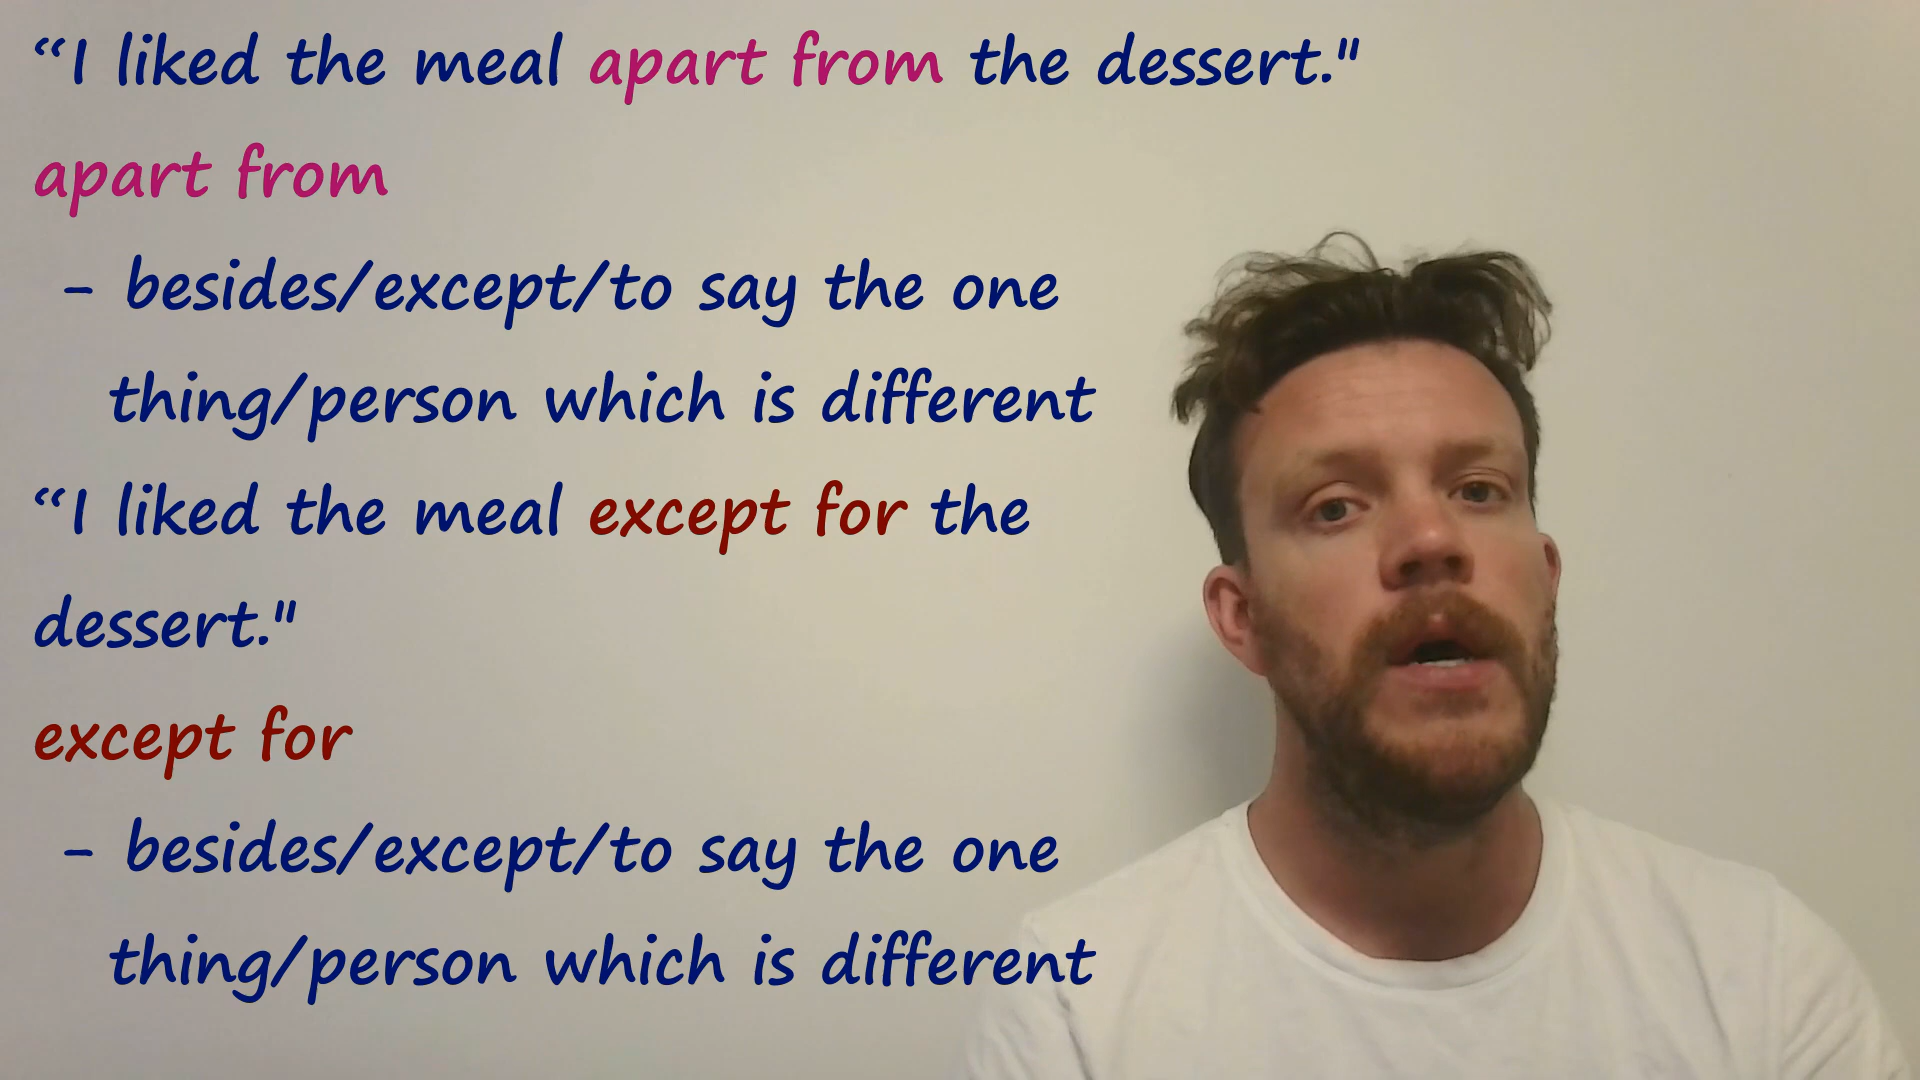 “I liked the meal apart from the dessert."
apart from
- besides/except/to say the one
thing/person which is different
“I liked the meal except for the
dessert."
except for
- besides/except/to say the one
thing/person which is different